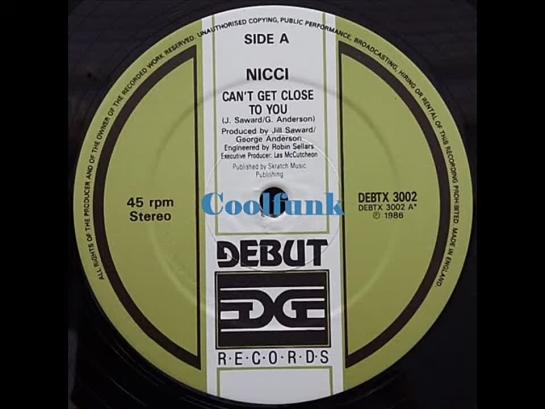 ALL RIGHTS OF THE PRODUCER AND OF THE OWNER OF THE RECORDED WORK RESERVED. UNAUTHORISED COPYING, PUBLIC PERFORMANCE, BROADCASTING, HIRING OR RENTAL OF THIS RECORDING PROHIBITED. MADE IN ENGLAND.
SIDE A
NICCI
CAN'T GET CLOSE
TO YOU
(J. Saward/G. Anderson)
Produced by Jill Saward/
George Anderson
Engineered by Robin Sellars
Executive Producer: Les McCutcheon
Published by Skratch Music
Publishing
45 rpm
Stereo
Coolfunk
DEBTX 3002
DEBTX 3002 A*
℗ 1986
DEBUT
R·E·C·O·R·D·S